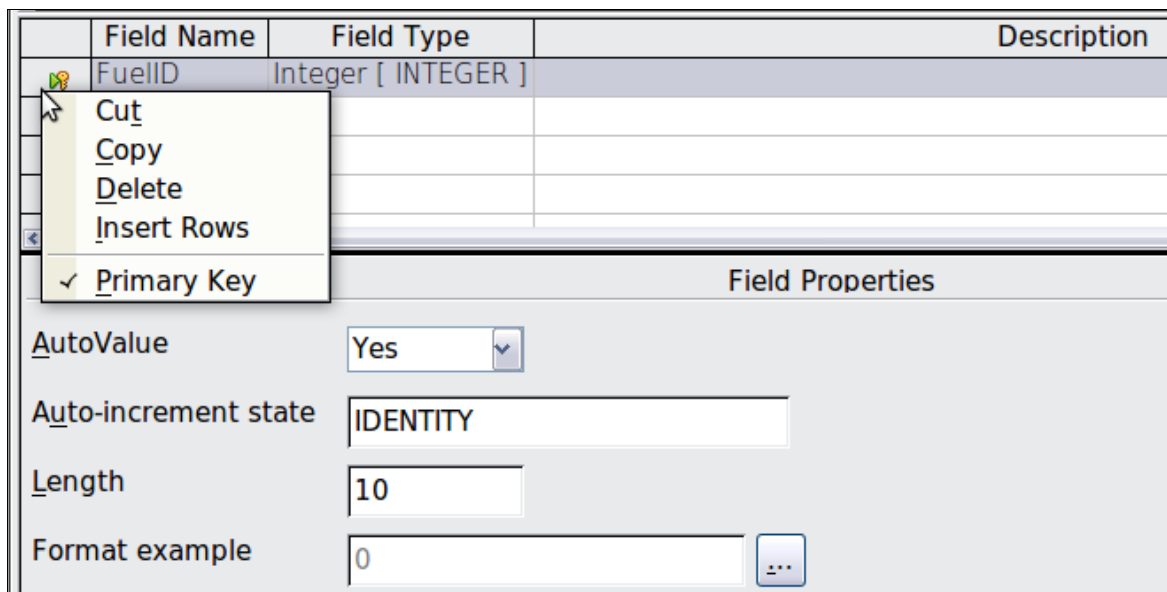 Field Name Field Type Description
FuelID Integer [ INTEGER ]
Cut
Copy
Delete
Insert Rows
✓ Primary Key
Field Properties
AutoValue Yes
Auto-increment state IDENTITY
Length 10
Format example 0 ...